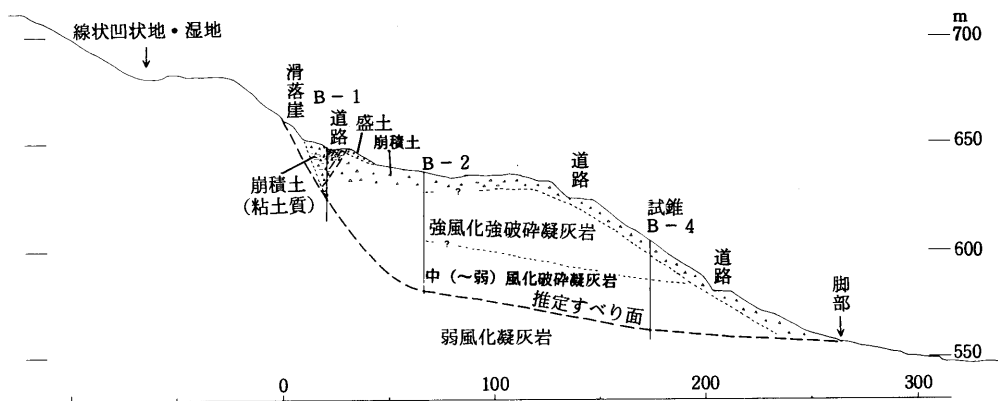 線状凹状地・湿地
滑落崖
B-1
道路
盛土
崩積土
B-2
崩積土
(粘土質)
強風化強破砕凝灰岩
?
?
中(~弱)風化破砕凝灰岩
推定すべり面
弱風化凝灰岩
道路
試錐
B-4
道路
脚部
m
700
650
600
550
0
100
200
300